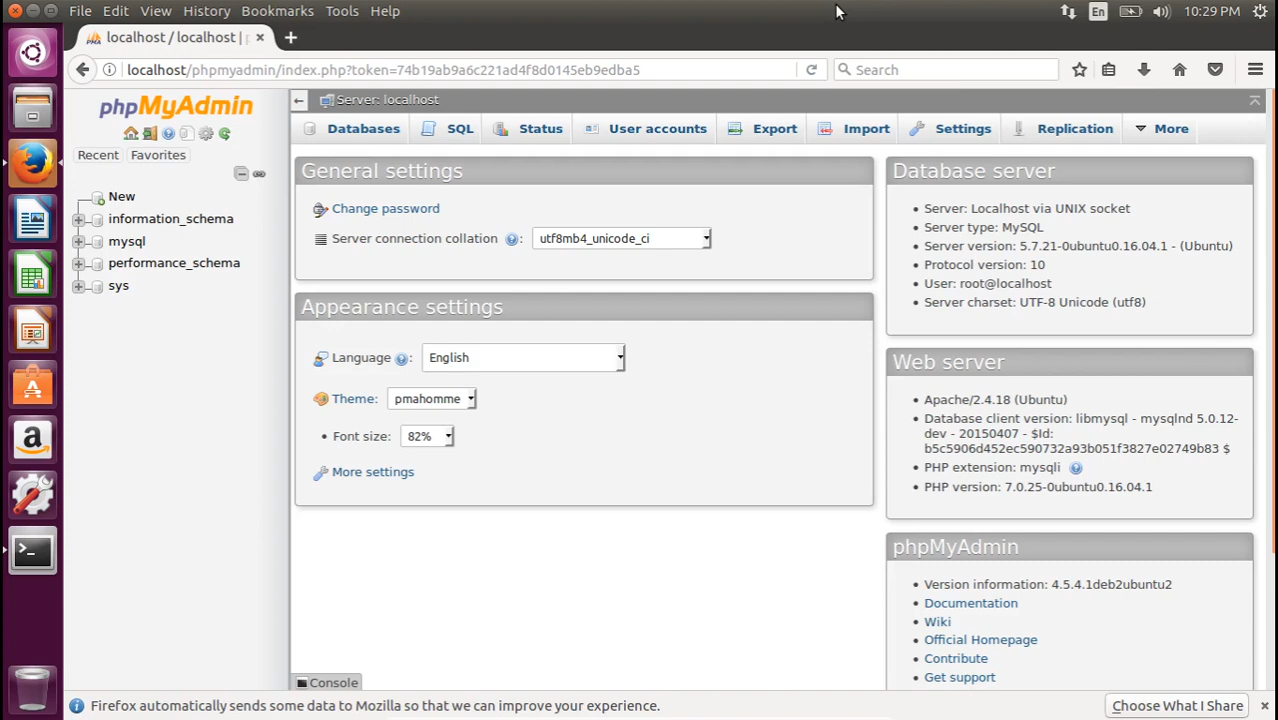 File Edit View History Bookmarks Tools Help
En
10:29 PM
localhost / localhost |
localhost/phpmyadmin/index.php?token=74b19ab9a6c221ad4f8d0145eb9edba5
Search
phpMyAdmin
Recent Favorites
New
information_schema
mysql
performance_schema
sys
Server: localhost
Databases SQL Status User accounts Export Import Settings Replication More
General settings
Change password
Server connection collation : utf8mb4_unicode_ci
Appearance settings
Language : English
Theme: pmahomme
Font size: 82%
More settings
Database server
Server: Localhost via UNIX socket
Server type: MySQL
Server version: 5.7.21-0ubuntu0.16.04.1 - (Ubuntu)
Protocol version: 10
User: root@localhost
Server charset: UTF-8 Unicode (utf8)
Web server
Apache/2.4.18 (Ubuntu)
Database client version: libmysql - mysqlnd 5.0.12-
dev - 20150407 - $Id:
b5c5906d452ec590732a93b051f3827e02749b83 $
PHP extension: mysqli
PHP version: 7.0.25-0ubuntu0.16.04.1
phpMyAdmin
Version information: 4.5.4.1deb2ubuntu2
Documentation
Wiki
Official Homepage
Contribute
Get support
Console
Firefox automatically sends some data to Mozilla so that we can improve your experience.
Choose What I Share